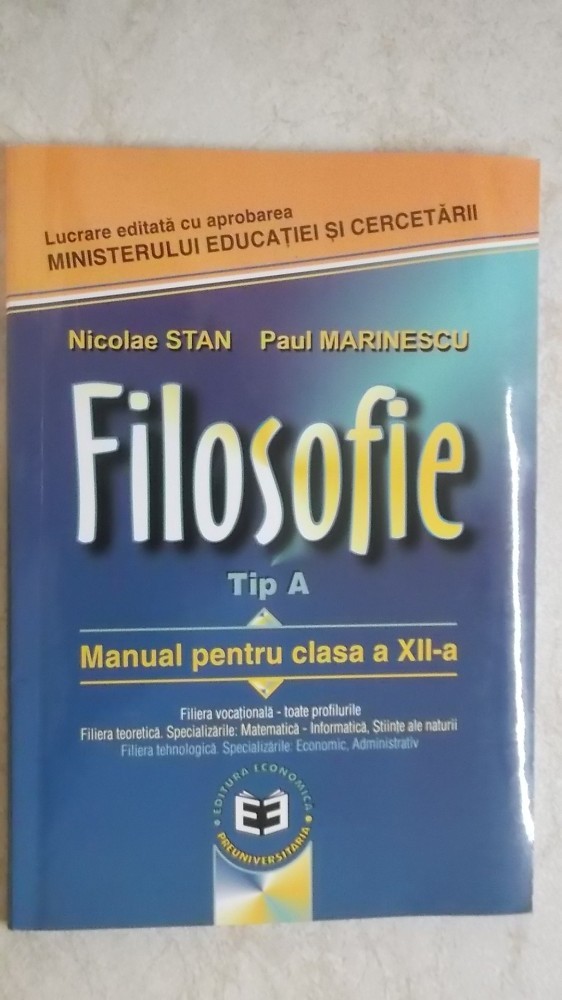 Lucrare editată cu aprobarea
MINISTERULUI EDUCAȚIEI ȘI CERCETĂRII
Nicolae STAN Paul MARINESCU
Filosofie
Tip A
Manual pentru clasa a XII-a
Filiera vocațională - toate profilurile
Filiera teoretică. Specializările: Matematică - Informatică, Științe ale naturii
Filiera tehnologică. Specializările: Economic, Administrativ
EDITURA ECONOMICĂ
PREUNIVERSITARIA